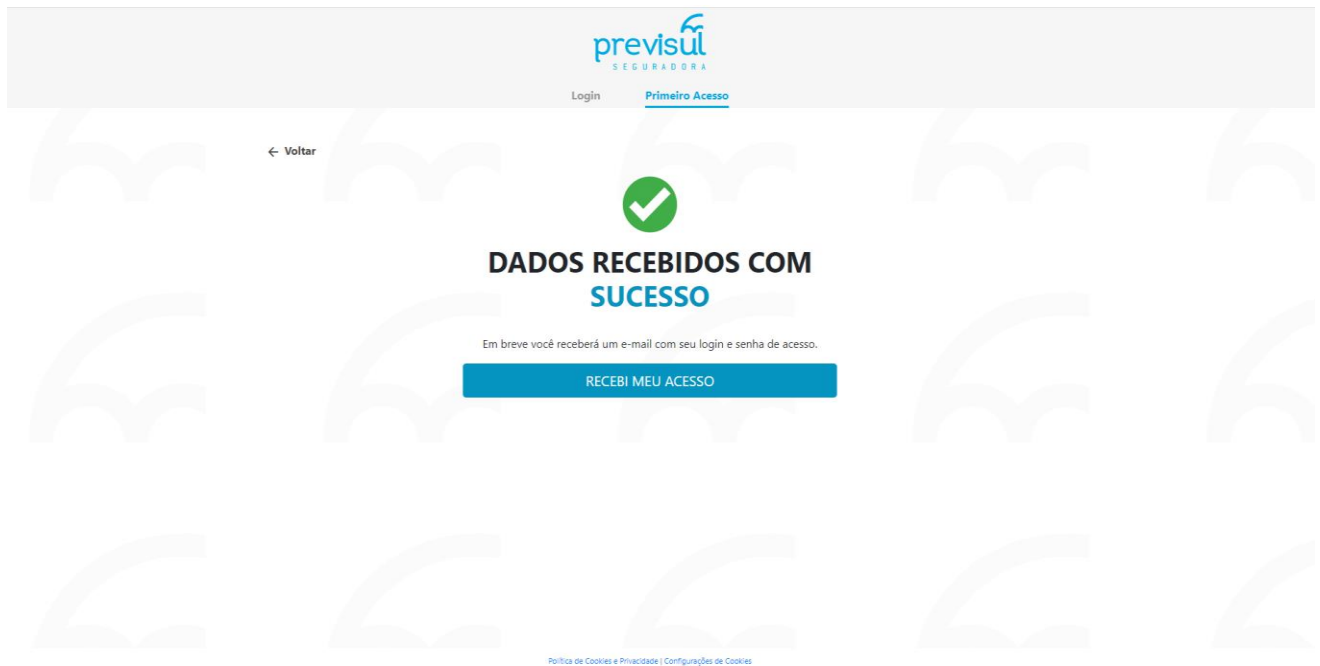 previsul
SEGURADORA
Login Primeiro Acesso
← Voltar
DADOS RECEBIDOS COM
SUCESSO
Em breve você receberá um e-mail com seu login e senha de acesso.
RECEBI MEU ACESSO
Política de Cookies e Privacidade | Configurações de Cookies